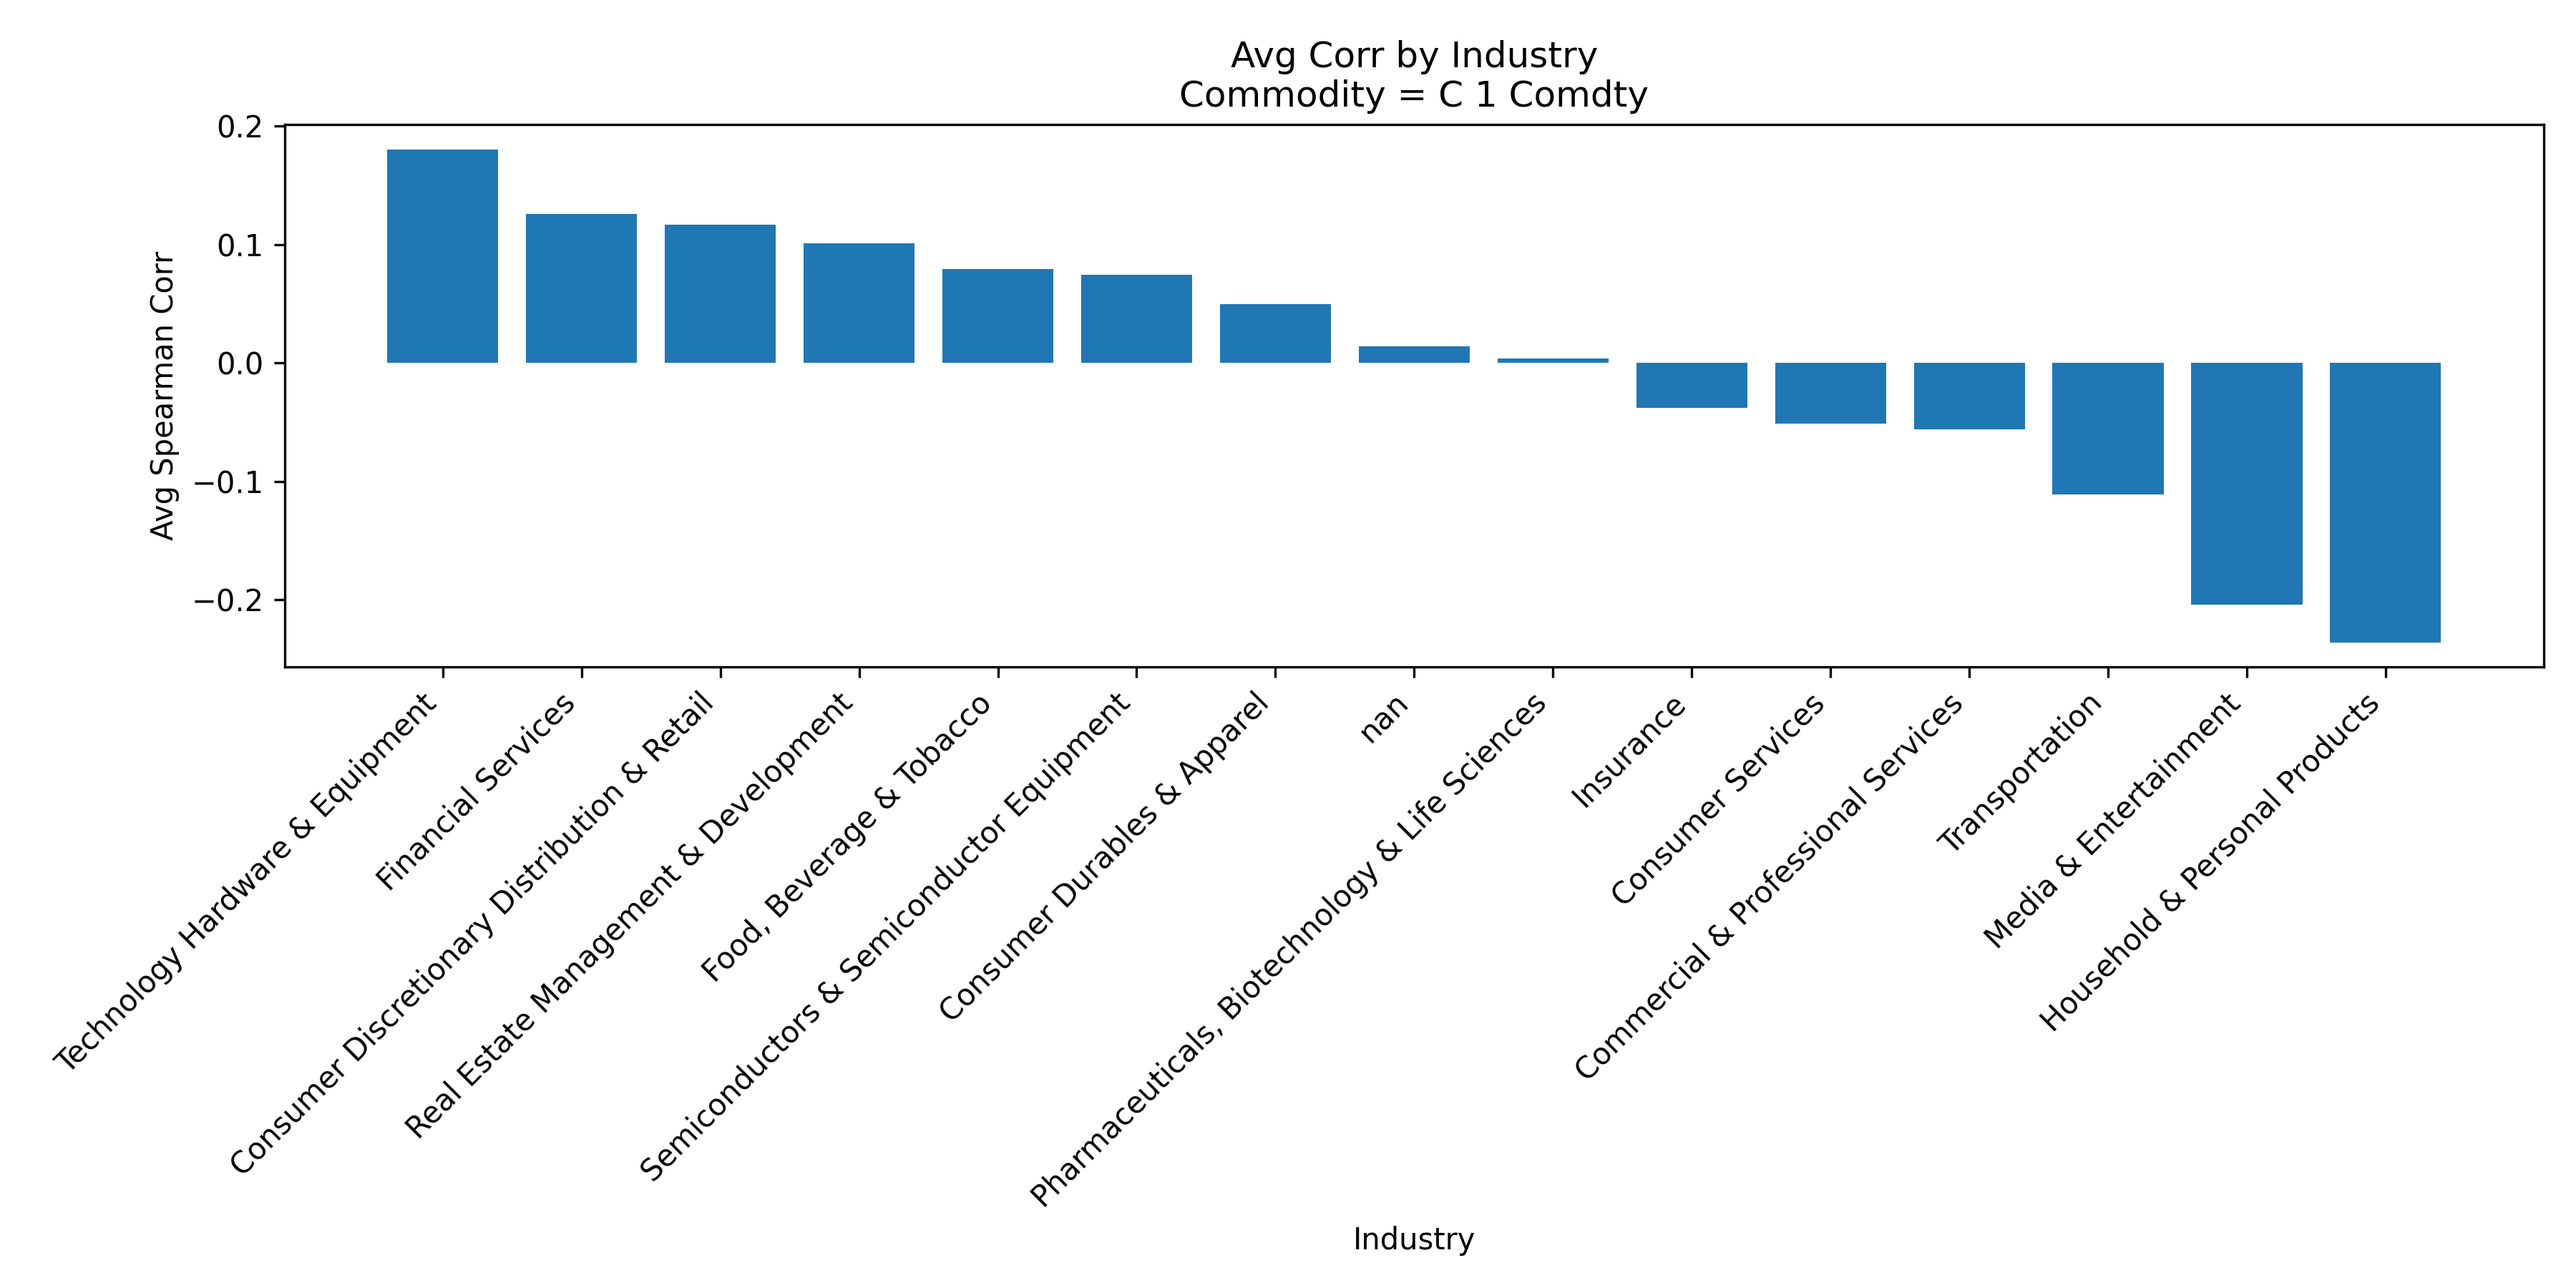 Avg Corr by Industry
Commodity = C 1 Comdty
Avg Spearman Corr
0.2
0.1
0.0
−0.1
−0.2
Technology Hardware & Equipment
Financial Services
Consumer Discretionary Distribution & Retail
Real Estate Management & Development
Food, Beverage & Tobacco
Semiconductors & Semiconductor Equipment
Consumer Durables & Apparel
nan
Pharmaceuticals, Biotechnology & Life Sciences
Insurance
Consumer Services
Commercial & Professional Services
Transportation
Media & Entertainment
Household & Personal Products
Industry